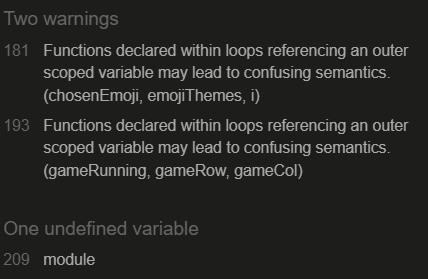 Two warnings
181 Functions declared within loops referencing an outer
scoped variable may lead to confusing semantics.
(chosenEmoji, emojiThemes, i)
193 Functions declared within loops referencing an outer
scoped variable may lead to confusing semantics.
(gameRunning, gameRow, gameCol)
One undefined variable
209 module